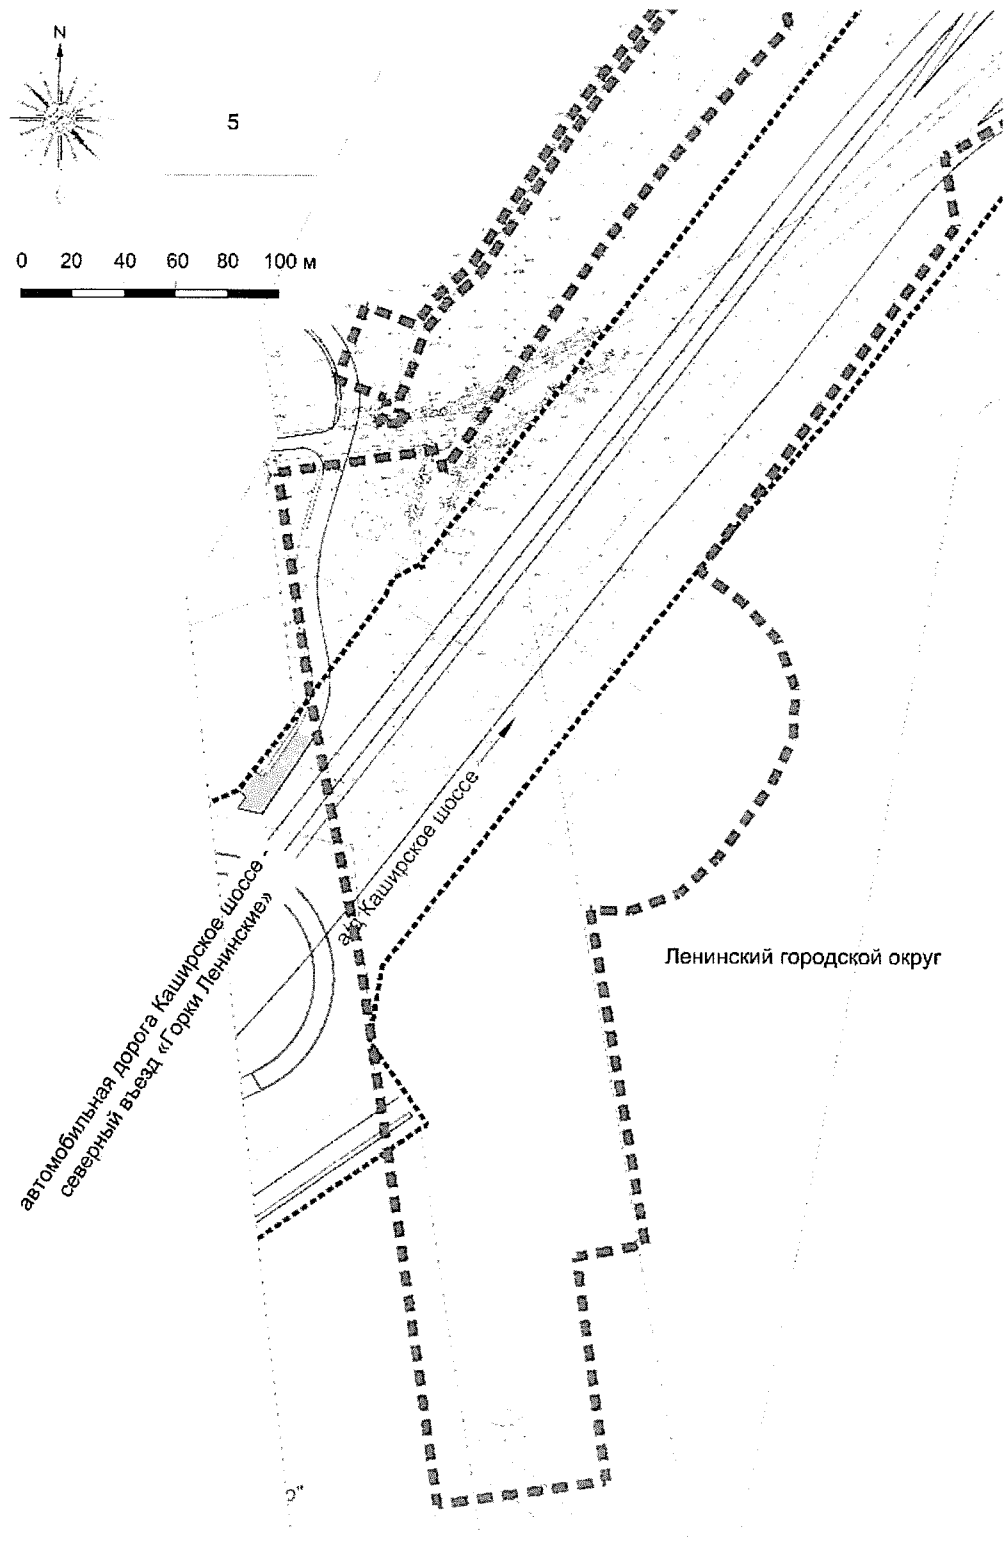 N
5
0 20 40 60 80 100 м
автомобильная дорога Каширское шоссе -
северный въезд «Горки Ленинские»
а/д Каширское шоссе
Ленинский городской округ